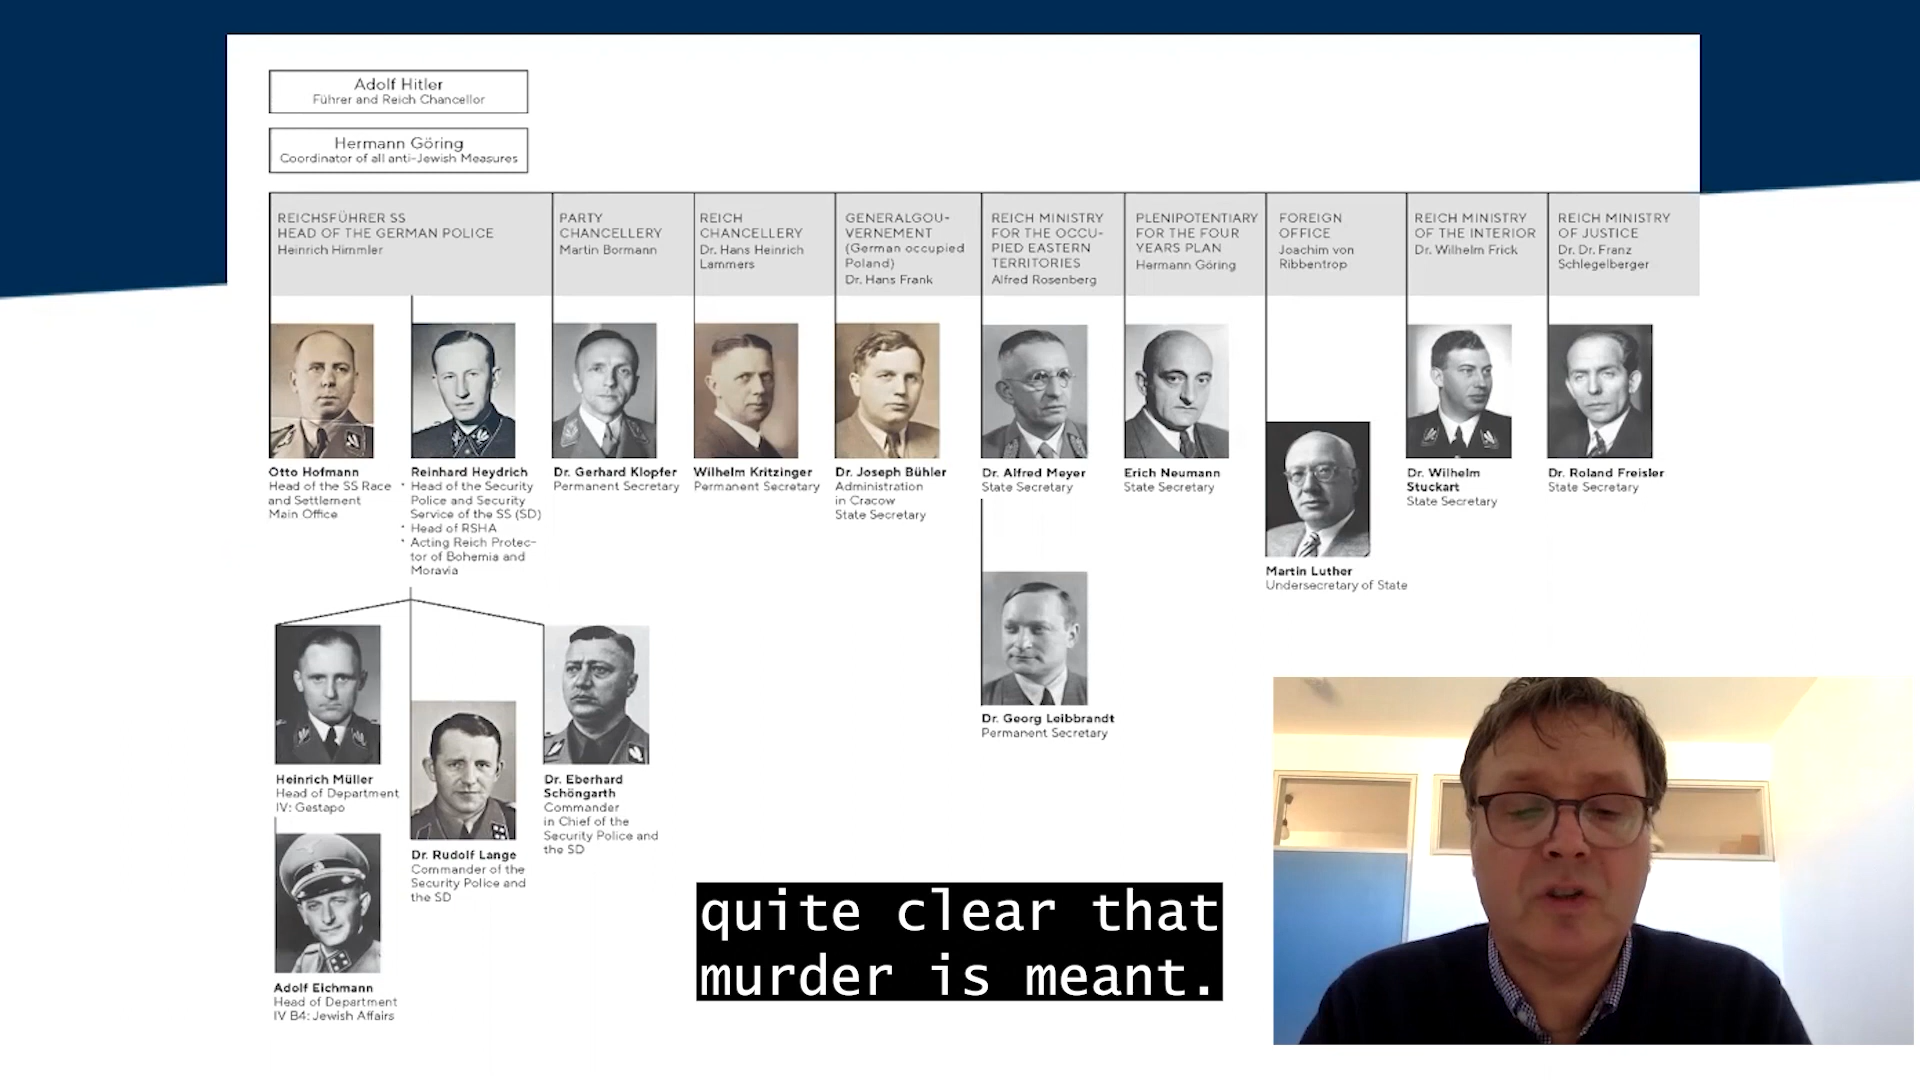 Adolf Hitler
Führer and Reich Chancellor
Hermann Göring
Coordinator of all anti-Jewish Measures
REICHSFÜHRER SS
HEAD OF THE GERMAN POLICE
Heinrich Himmler
PARTY
CHANCELLERY
Martin Bormann
REICH
CHANCELLERY
Dr. Hans Heinrich
Lammers
GENERALGOU-
VERNEMENT
(German occupied
Poland)
Dr. Hans Frank
REICH MINISTRY
FOR THE OCCU-
PIED EASTERN
TERRITORIES
Alfred Rosenberg
PLENIPOTENTIARY
FOR THE FOUR
YEARS PLAN
Hermann Göring
FOREIGN
OFFICE
Joachim von
Ribbentrop
REICH MINISTRY
OF THE INTERIOR
Dr. Wilhelm Frick
REICH MINISTRY
OF JUSTICE
Dr. Dr. Franz
Schlegelberger
Otto Hofmann
Head of the SS Race
and Settlement
Main Office
Reinhard Heydrich
• Head of the Security
Police and Security
Service of the SS (SD)
• Head of RSHA
• Acting Reich Protec-
tor of Bohemia and
Moravia
Dr. Gerhard Klopfer
Permanent Secretary
Wilhelm Kritzinger
Permanent Secretary
Dr. Joseph Bühler
Administration
in Cracow
State Secretary
Dr. Alfred Meyer
State Secretary
Erich Neumann
State Secretary
Martin Luther
Undersecretary of State
Dr. Wilhelm
Stuckart
State Secretary
Dr. Roland Freisler
State Secretary
Dr. Georg Leibbrandt
Permanent Secretary
Heinrich Müller
Head of Department
IV: Gestapo
Dr. Rudolf Lange
Commander of the
Security Police and
the SD
Dr. Eberhard
Schöngarth
Commander
in Chief of the
Security Police and
the SD
Adolf Eichmann
Head of Department
IV B4: Jewish Affairs
quite clear that
murder is meant.